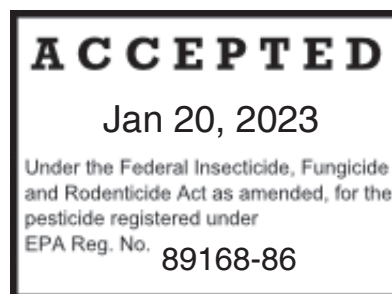 ACCEPTED
Jan 20, 2023
Under the Federal Insecticide, Fungicide
and Rodenticide Act as amended, for the
pesticide registered under
EPA Reg. No. 89168-86